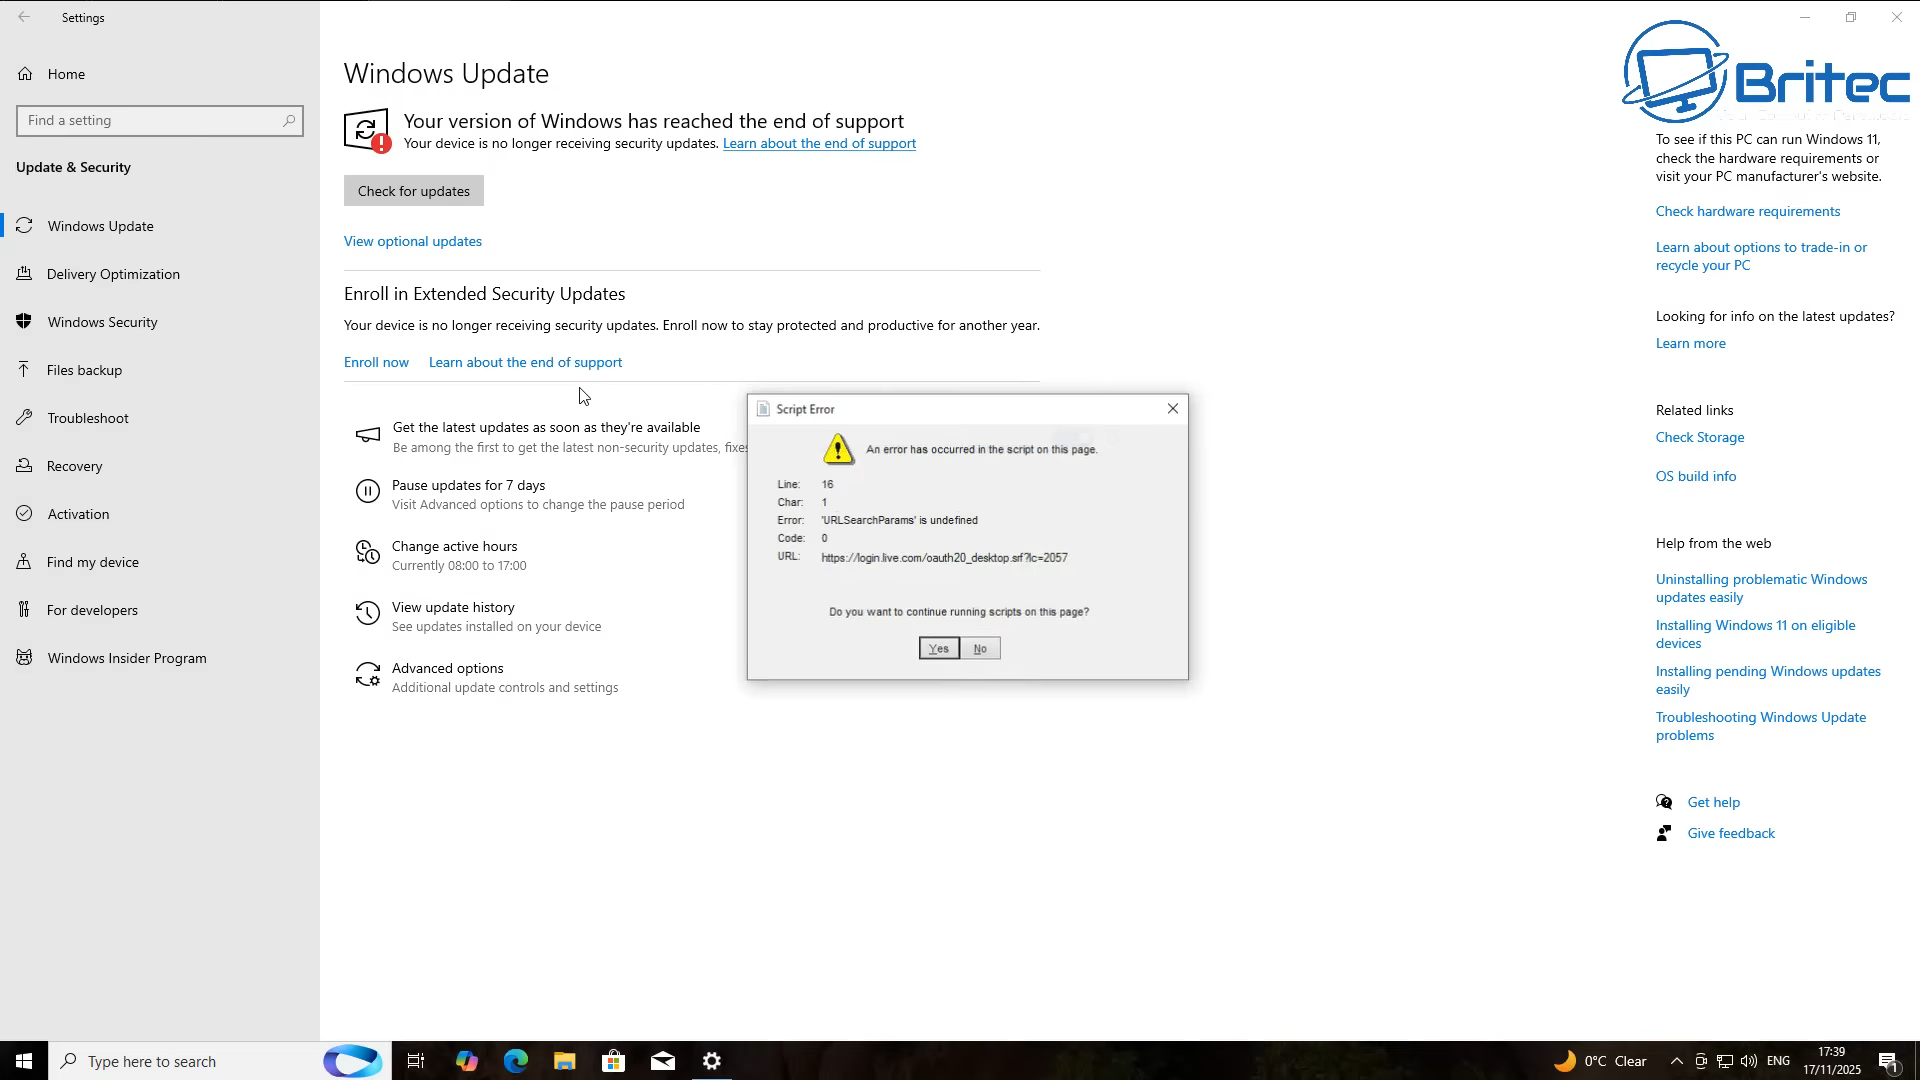 Settings
Home
Find a setting
Update & Security
Windows Update
Delivery Optimization
Windows Security
Files backup
Troubleshoot
Recovery
Activation
Find my device
For developers
Windows Insider Program
Windows Update
Your version of Windows has reached the end of support
Your device is no longer receiving security updates. Learn about the end of support
Check for updates
View optional updates
Enroll in Extended Security Updates
Your device is no longer receiving security updates. Enroll now to stay protected and productive for another year.
Enroll now Learn about the end of support
Get the latest updates as soon as they're available
Be among the first to get the latest non-security updates, fixes
Pause updates for 7 days
Visit Advanced options to change the pause period
Change active hours
Currently 08:00 to 17:00
View update history
See updates installed on your device
Advanced options
Additional update controls and settings
Script Error
An error has occurred in the script on this page.
Line: 16
Char: 1
Error: 'URLSearchParams' is undefined
Code: 0
URL: https://login.live.com/oauth20_desktop.srf?lc=2057
Do you want to continue running scripts on this page?
Yes No
Britec
To see if this PC can run Windows 11,
check the hardware requirements or
visit your PC manufacturer's website.
Check hardware requirements
Learn about options to trade-in or
recycle your PC
Looking for info on the latest updates?
Learn more
Related links
Check Storage
OS build info
Help from the web
Uninstalling problematic Windows
updates easily
Installing Windows 11 on eligible
devices
Installing pending Windows updates
easily
Troubleshooting Windows Update
problems
Get help
Give feedback
Type here to search
0°C Clear
ENG
17:39
17/11/2025
1